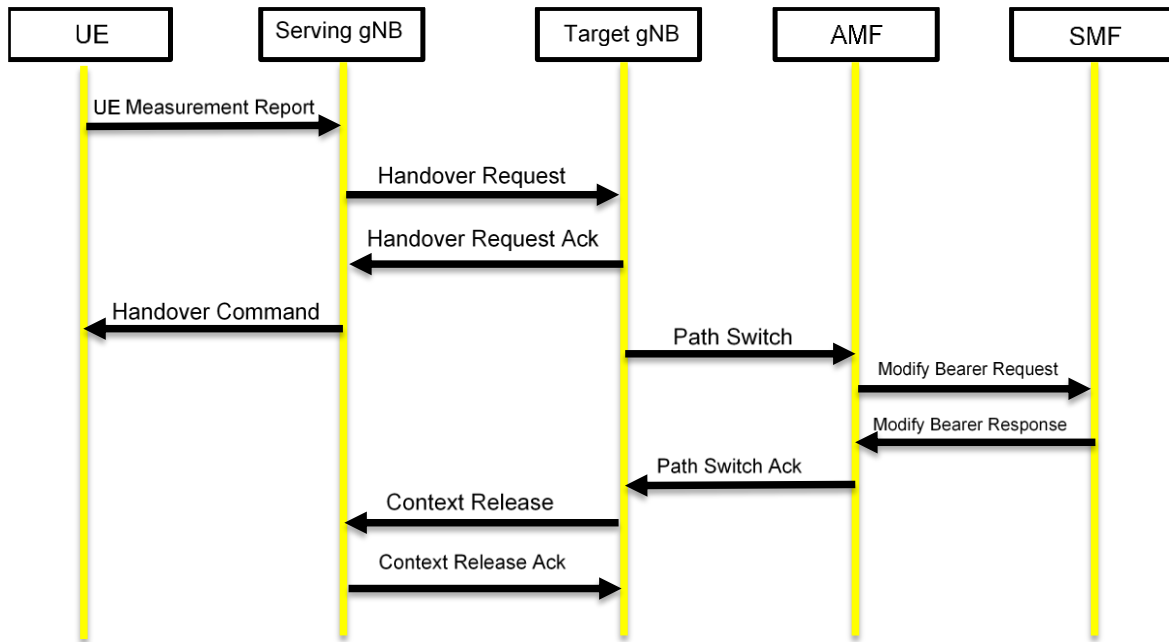 UE
Serving gNB
Target gNB
AMF
SMF
UE Measurement Report
Handover Request
Handover Request Ack
Handover Command
Path Switch
Modify Bearer Request
Modify Bearer Response
Path Switch Ack
Context Release
Context Release Ack